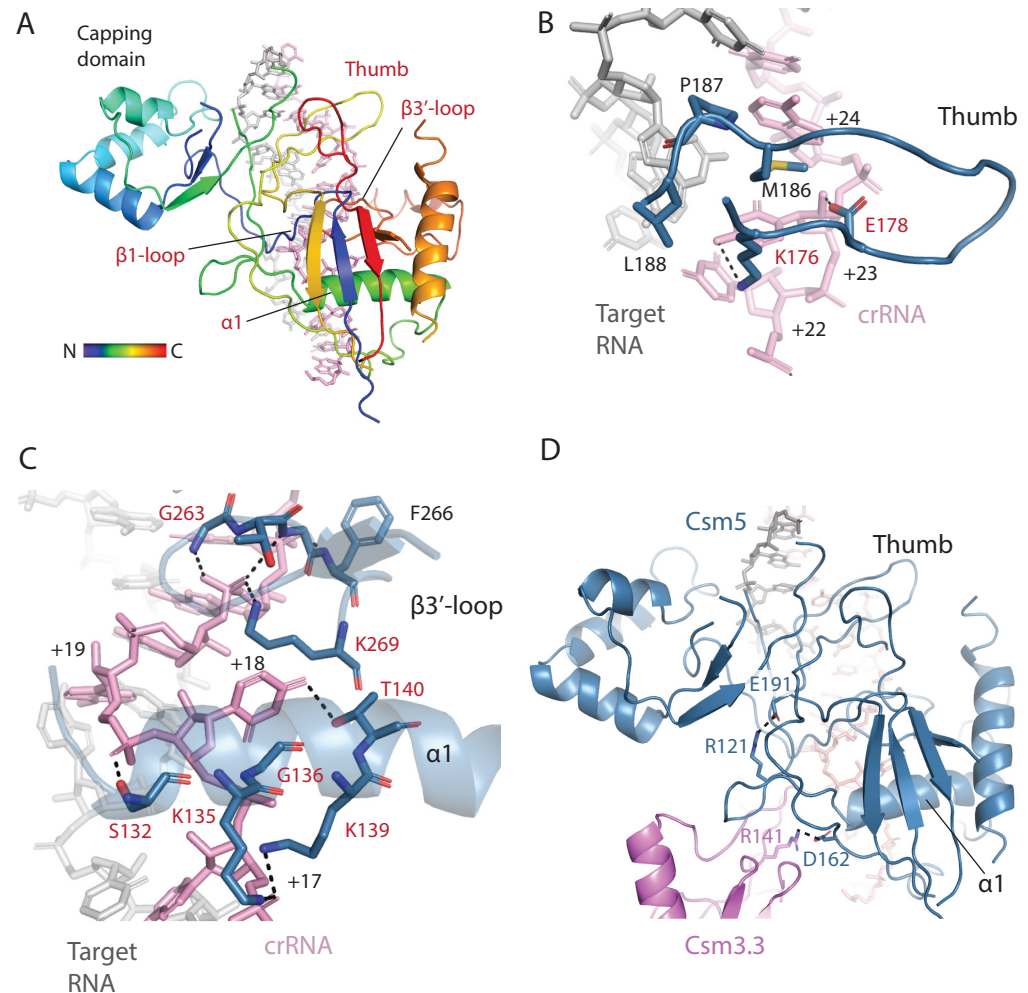 A
Capping
domain
Thumb
β3'-loop
β1-loop
α1
N
C
B
P187
+24
Thumb
M186
E178
K176
L188
+23
Target
RNA
crRNA
+22
C
G263
F266
β3'-loop
+19
K269
+18
T140
α1
G136
S132
K135
K139
+17
Target
RNA
crRNA
D
Csm5
Thumb
E191
R121
R141
D162
α1
Csm3.3